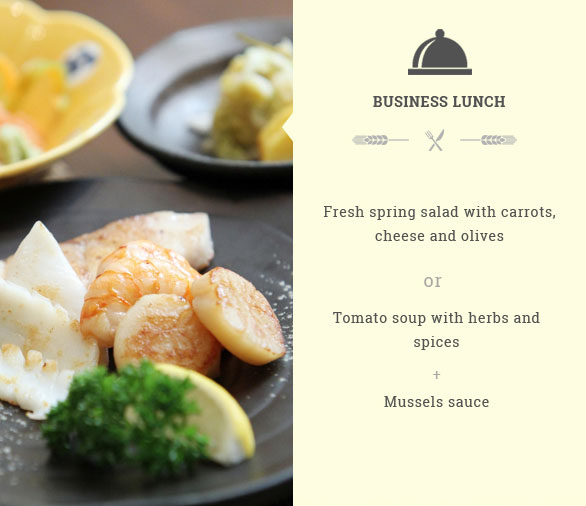 BUSINESS LUNCH
Fresh spring salad with carrots,
cheese and olives
or
Tomato soup with herbs and
spices
+
Mussels sauce